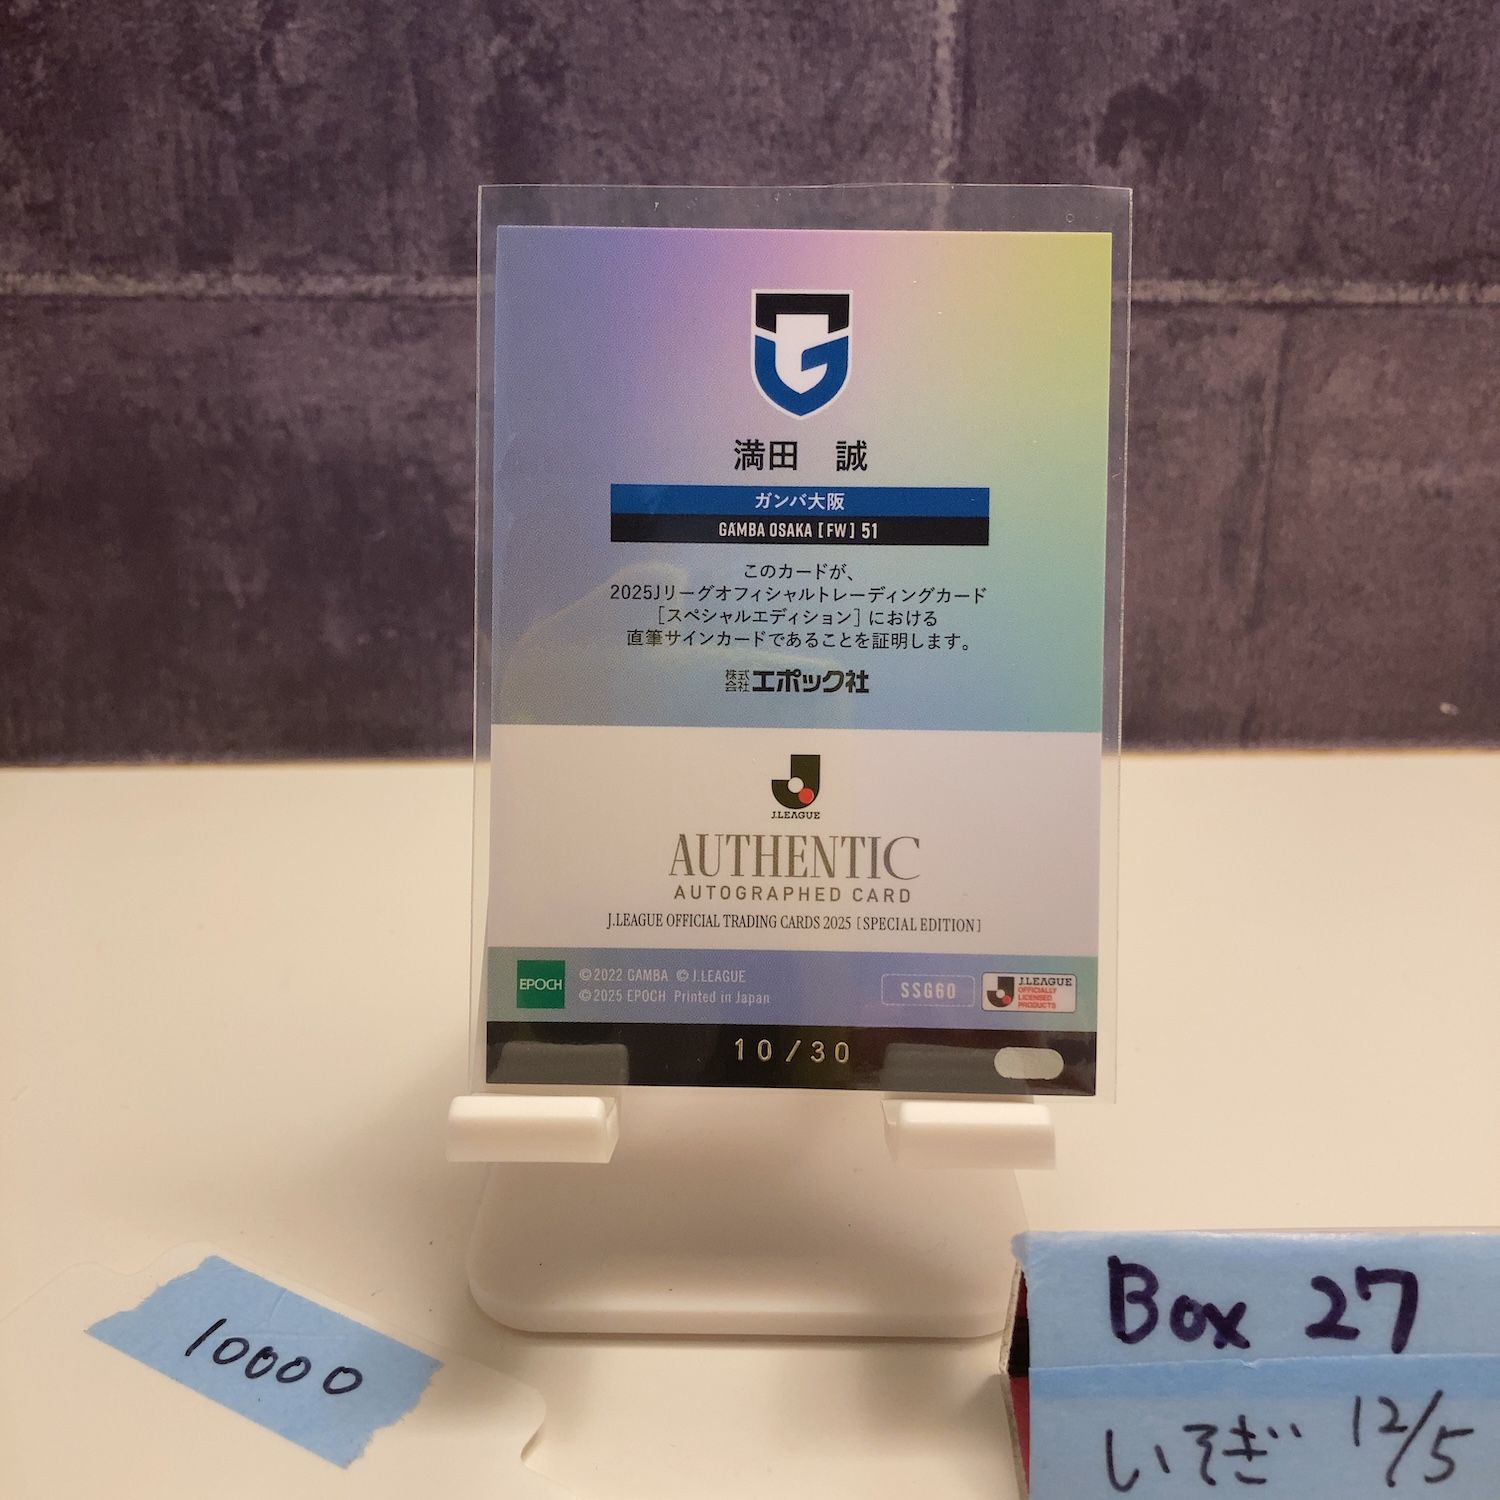 満田 誠
ガンバ大阪
GAMBA OSAKA [FW] 51
このカードが、
2025Jリーグオフィシャルトレーディングカード
[スペシャルエディション]における
直筆サインカードであることを証明します。
株式会社エポック社
J.LEAGUE
AUTHENTIC
AUTOGRAPHED CARD
J.LEAGUE OFFICIAL TRADING CARDS 2025 [SPECIAL EDITION]
EPOCH
©2022 GAMBA ©J.LEAGUE
©2025 EPOCH Printed in Japan
SSG60
J.LEAGUE
OFFICIALLY
LICENSED
PRODUCTS
10/30
10000
Box 27
いそぎ 12/5